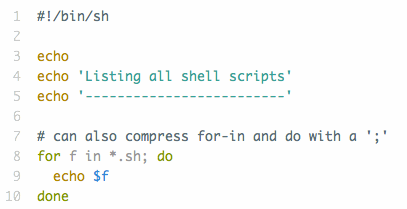 1 #!/bin/sh
2
3 echo
4 echo 'Listing all shell scripts'
5 echo '-------------------------'
6
7 # can also compress for-in and do with a ';'
8 for f in *.sh; do
9   echo $f
10 done